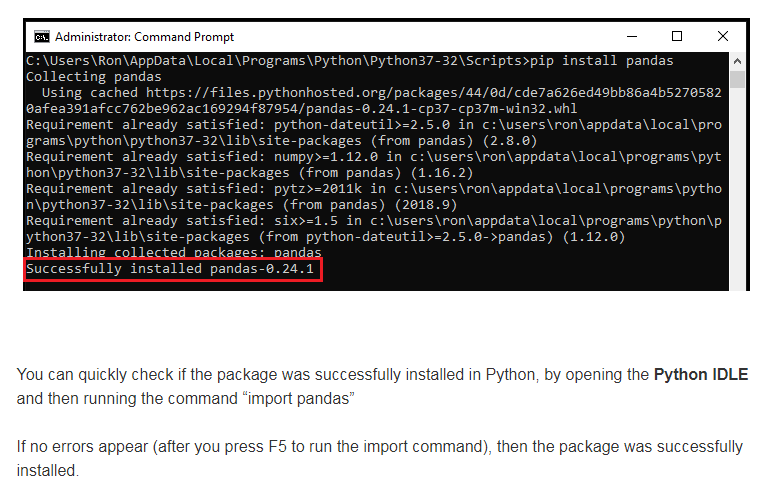 Administrator: Command Prompt
C:\Users\Ron\AppData\Local\Programs\Python\Python37-32\Scripts>pip install pandas
Collecting pandas
  Using cached https://files.pythonhosted.org/packages/44/0d/cde7a626ed49bb86a4b5270582
0afea391afcc762be962ac169294f87954/pandas-0.24.1-cp37-cp37m-win32.whl
Requirement already satisfied: python-dateutil>=2.5.0 in c:\users\ron\appdata\local\pro
grams\python\python37-32\lib\site-packages (from pandas) (2.8.0)
Requirement already satisfied: numpy>=1.12.0 in c:\users\ron\appdata\local\programs\pyt
hon\python37-32\lib\site-packages (from pandas) (1.16.2)
Requirement already satisfied: pytz>=2011k in c:\users\ron\appdata\local\programs\pytho
n\python37-32\lib\site-packages (from pandas) (2018.9)
Requirement already satisfied: six>=1.5 in c:\users\ron\appdata\local\programs\python\p
ython37-32\lib\site-packages (from python-dateutil>=2.5.0->pandas) (1.12.0)
Installing collected packages: pandas
Successfully installed pandas-0.24.1
You can quickly check if the package was successfully installed in Python, by opening the Python IDLE
and then running the command “import pandas”
If no errors appear (after you press F5 to run the import command), then the package was successfully
installed.